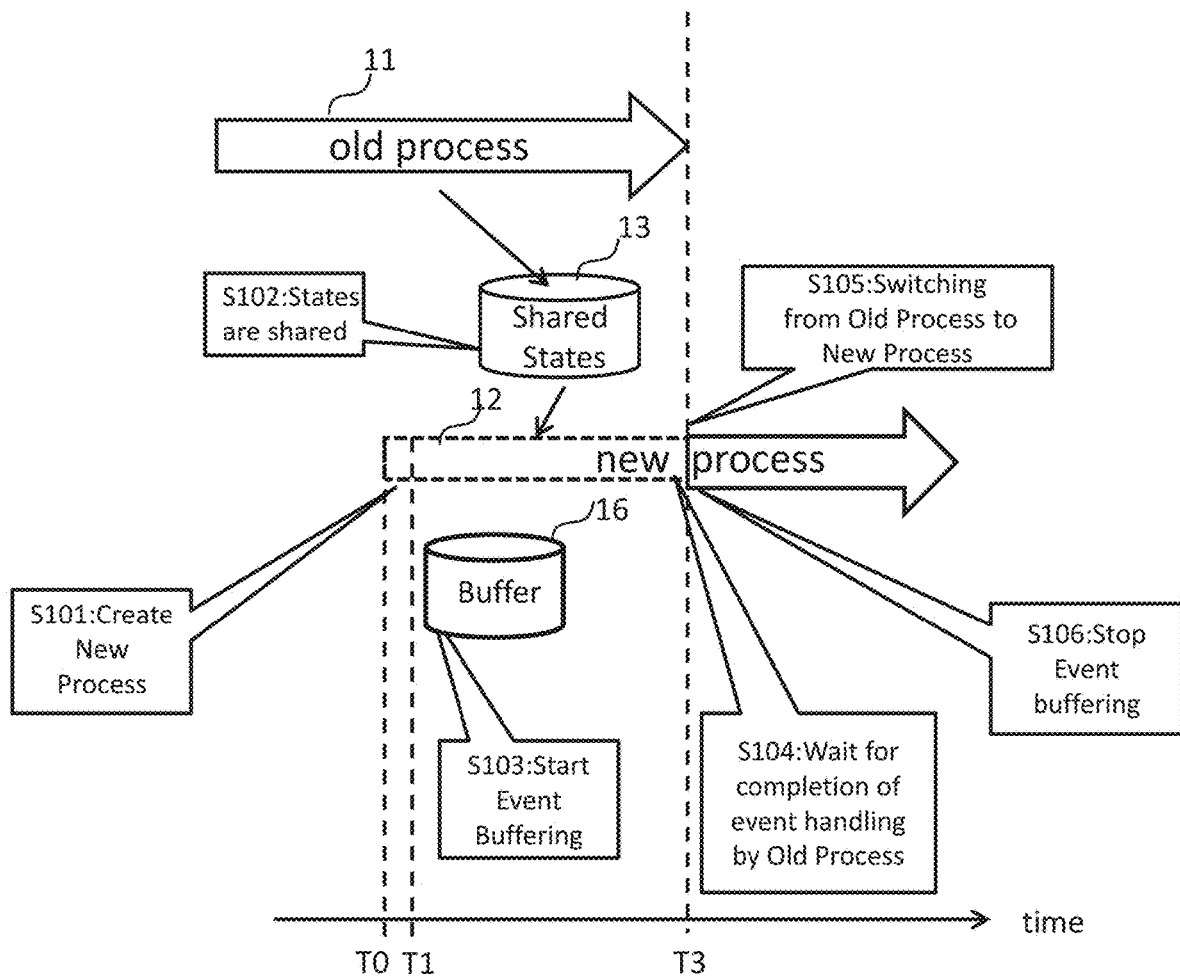 11
old process
13
S102:States
are shared
Shared
States
S105:Switching
from Old Process to
New Process
12
new process
16
Buffer
S101:Create
New
Process
S103:Start
Event
Buffering
S104:Wait for
completion of
event handling
by Old Process
S106:Stop
Event
buffering
time
T0 T1 T3